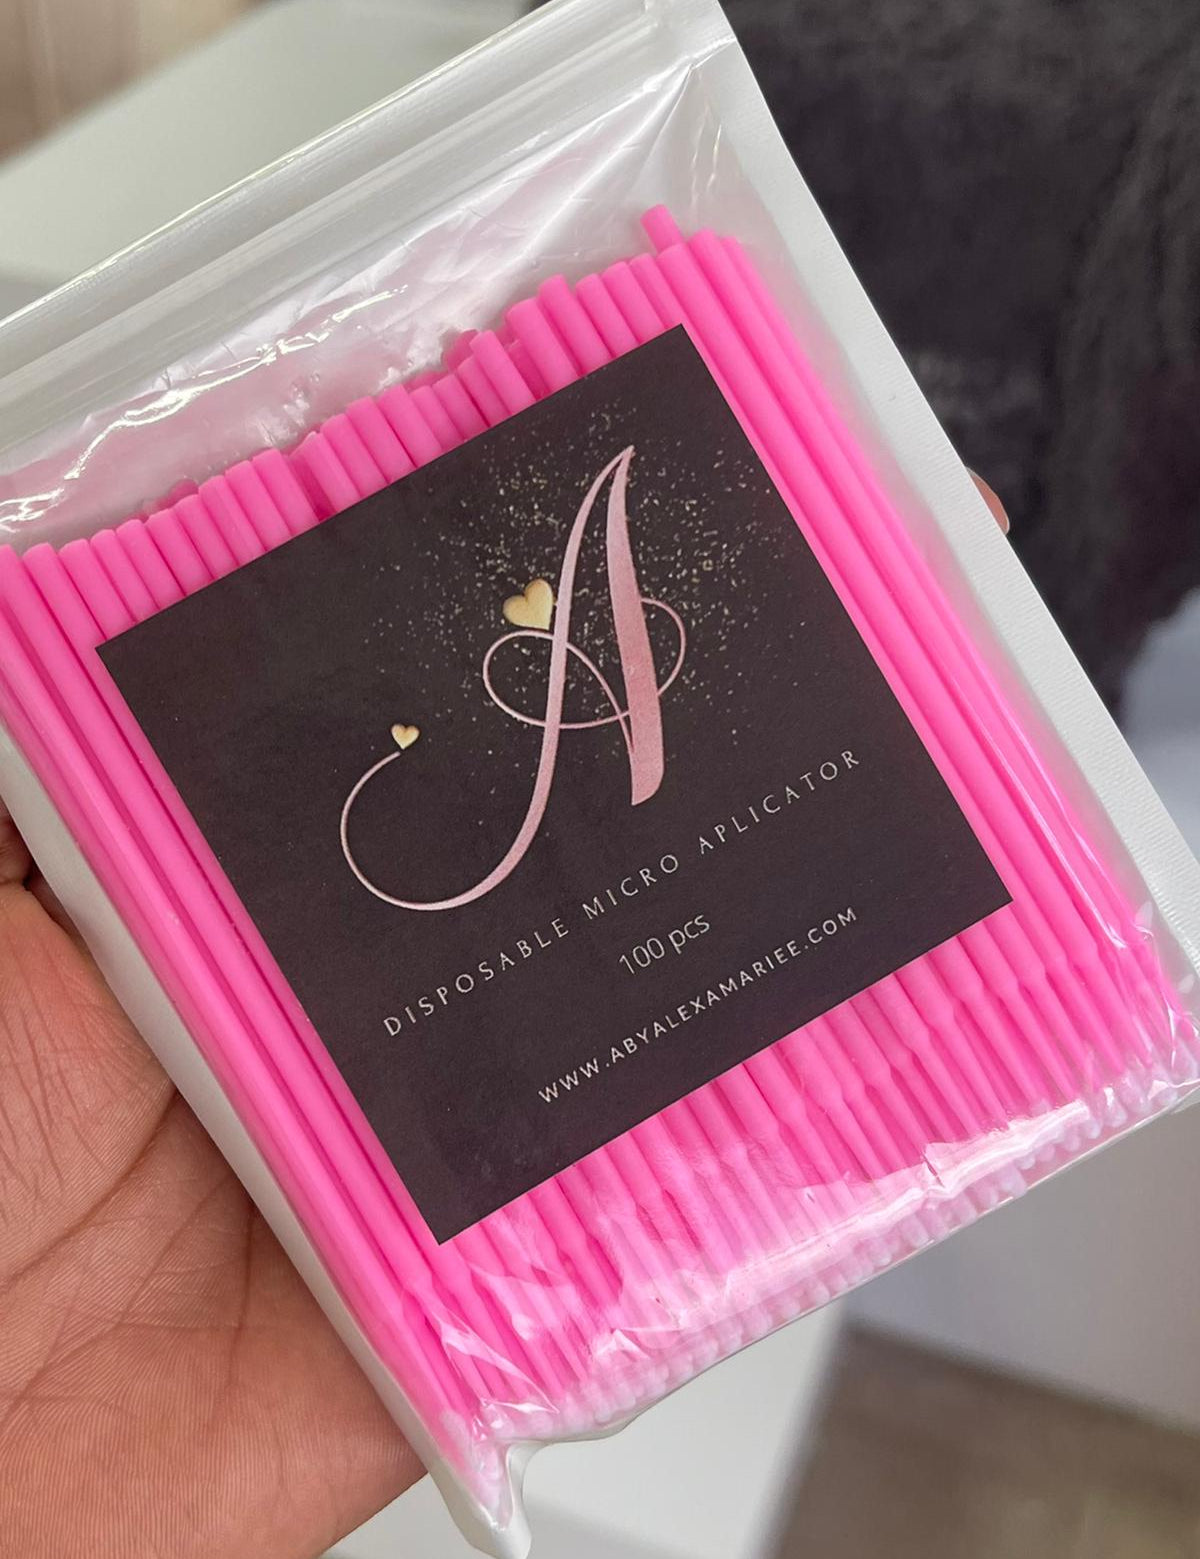 A
DISPOSABLE MICRO APLICATOR
100 pcs
WWW.ABYALEXAMARIEE.COM